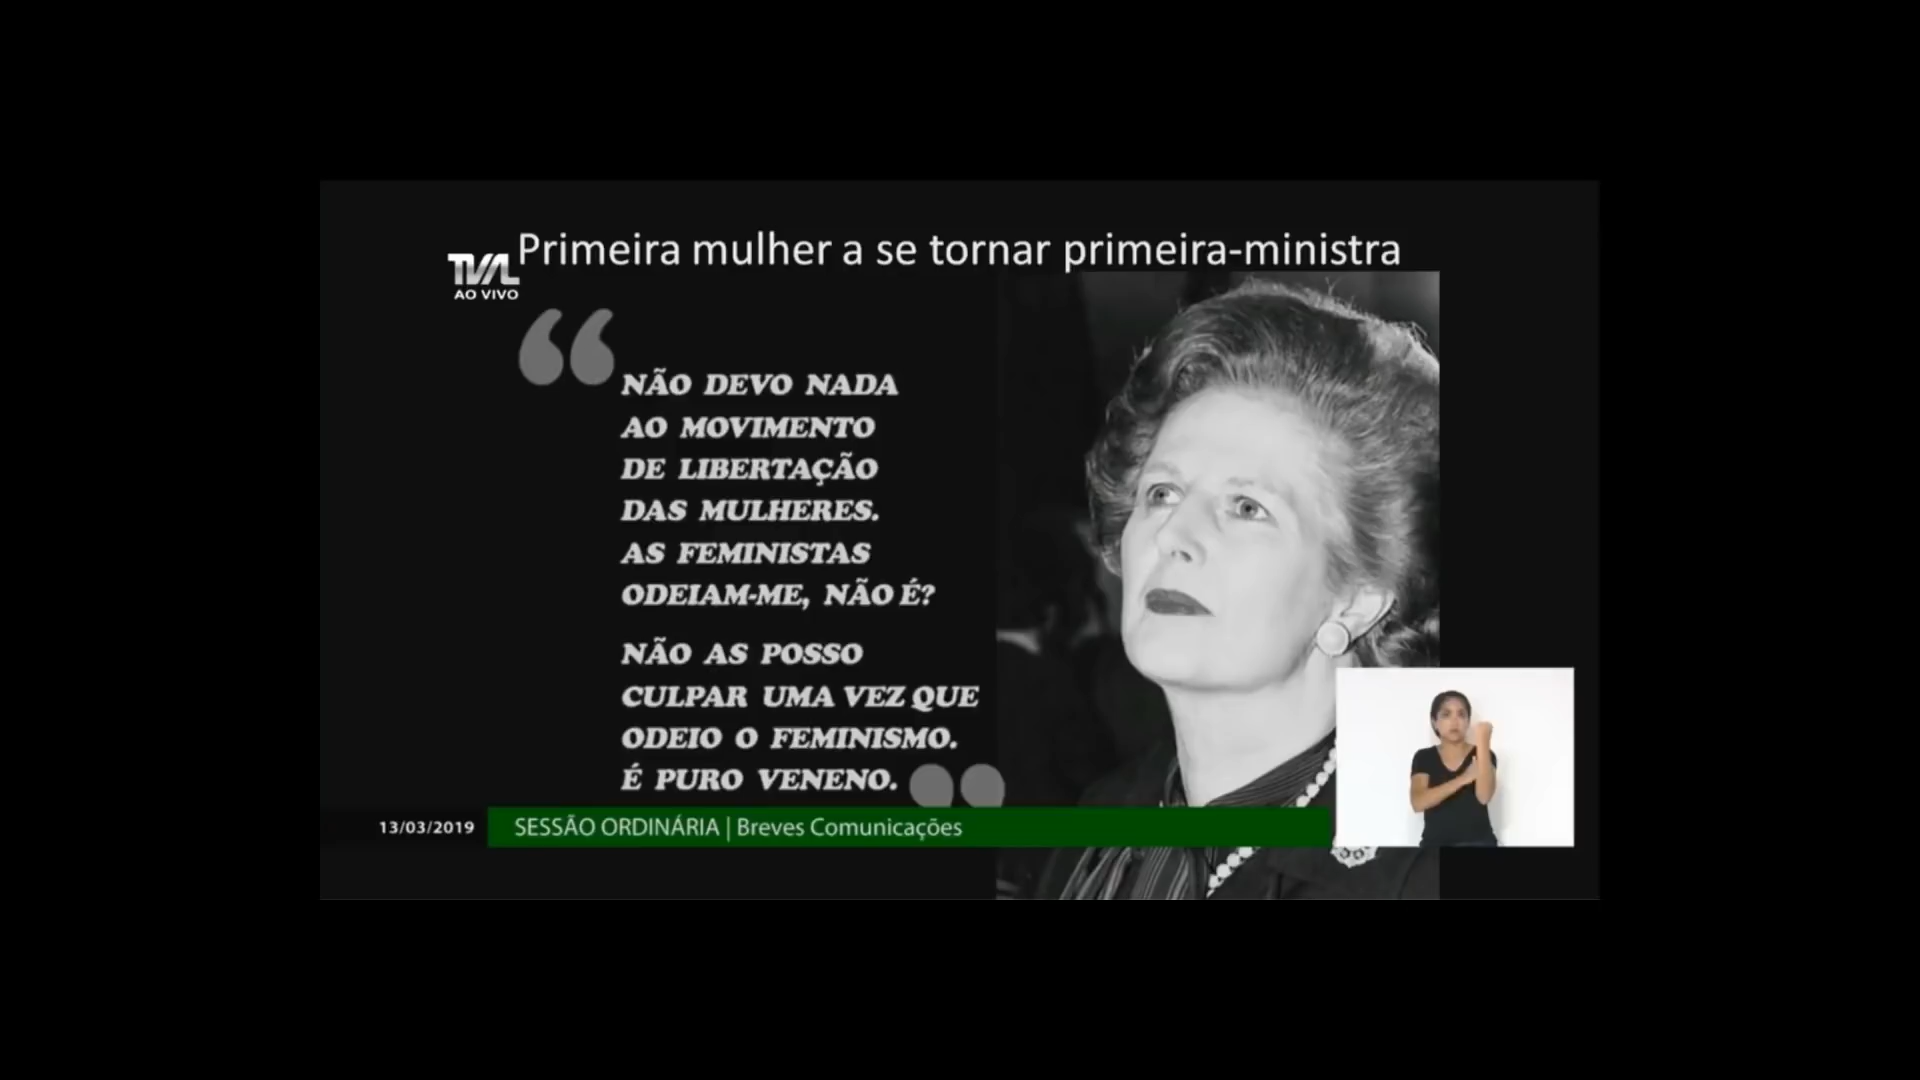 Primeira mulher a se tornar primeira-ministra
TVAL
AO VIVO
“
NÃO DEVO NADA
AO MOVIMENTO
DE LIBERTAÇÃO
DAS MULHERES.
AS FEMINISTAS
ODEIAM-ME, NÃO É?
NÃO AS POSSO
CULPAR UMA VEZ QUE
ODEIO O FEMINISMO.
É PURO VENENO. ”
13/03/2019
SESSÃO ORDINÁRIA | Breves Comunicações